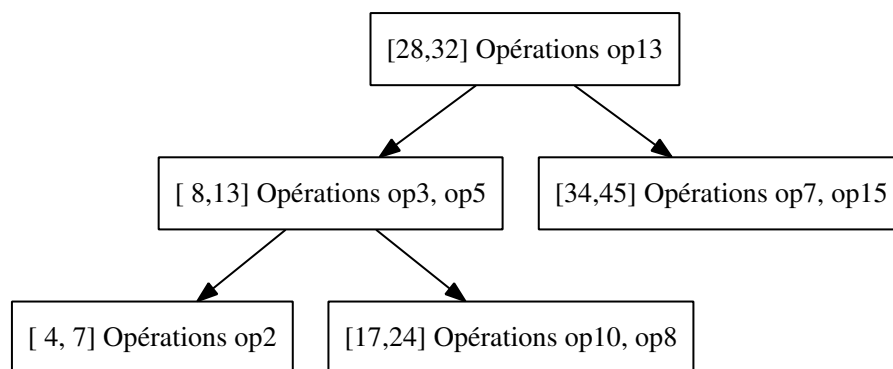 [28,32] Opérations op13
[ 8,13] Opérations op3, op5
[34,45] Opérations op7, op15
[ 4, 7] Opérations op2
[17,24] Opérations op10, op8